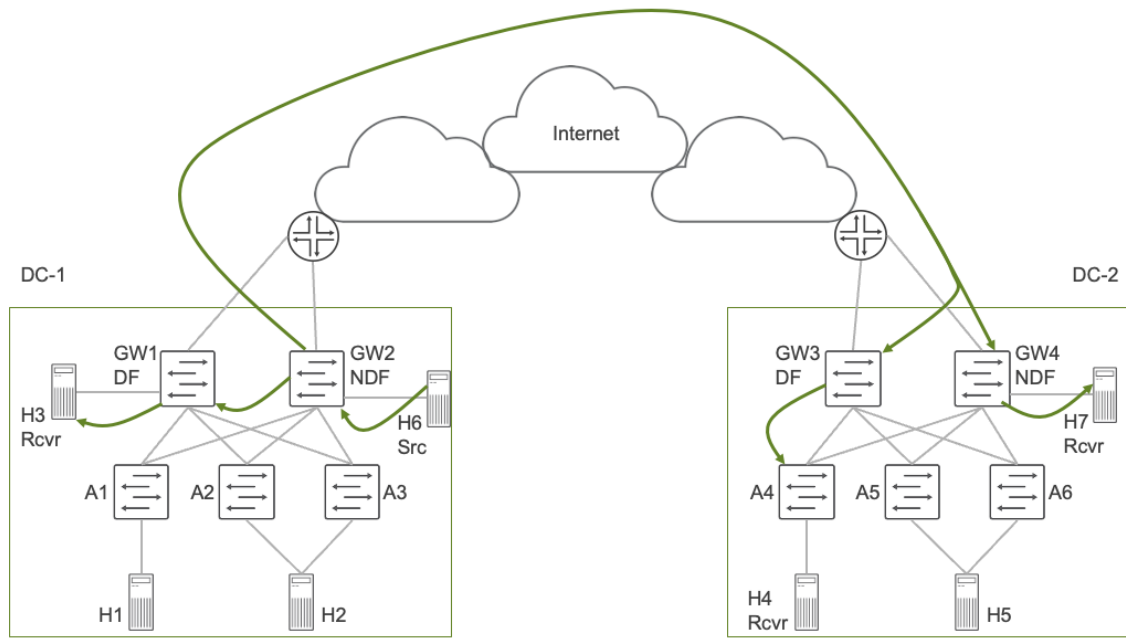 Internet
DC-1
DC-2
GW1
DF
GW2
NDF
GW3
DF
GW4
NDF
H3
Rcvr
H6
Src
H7
Rcvr
A1
A2
A3
A4
A5
A6
H1
H2
H4
Rcvr
H5